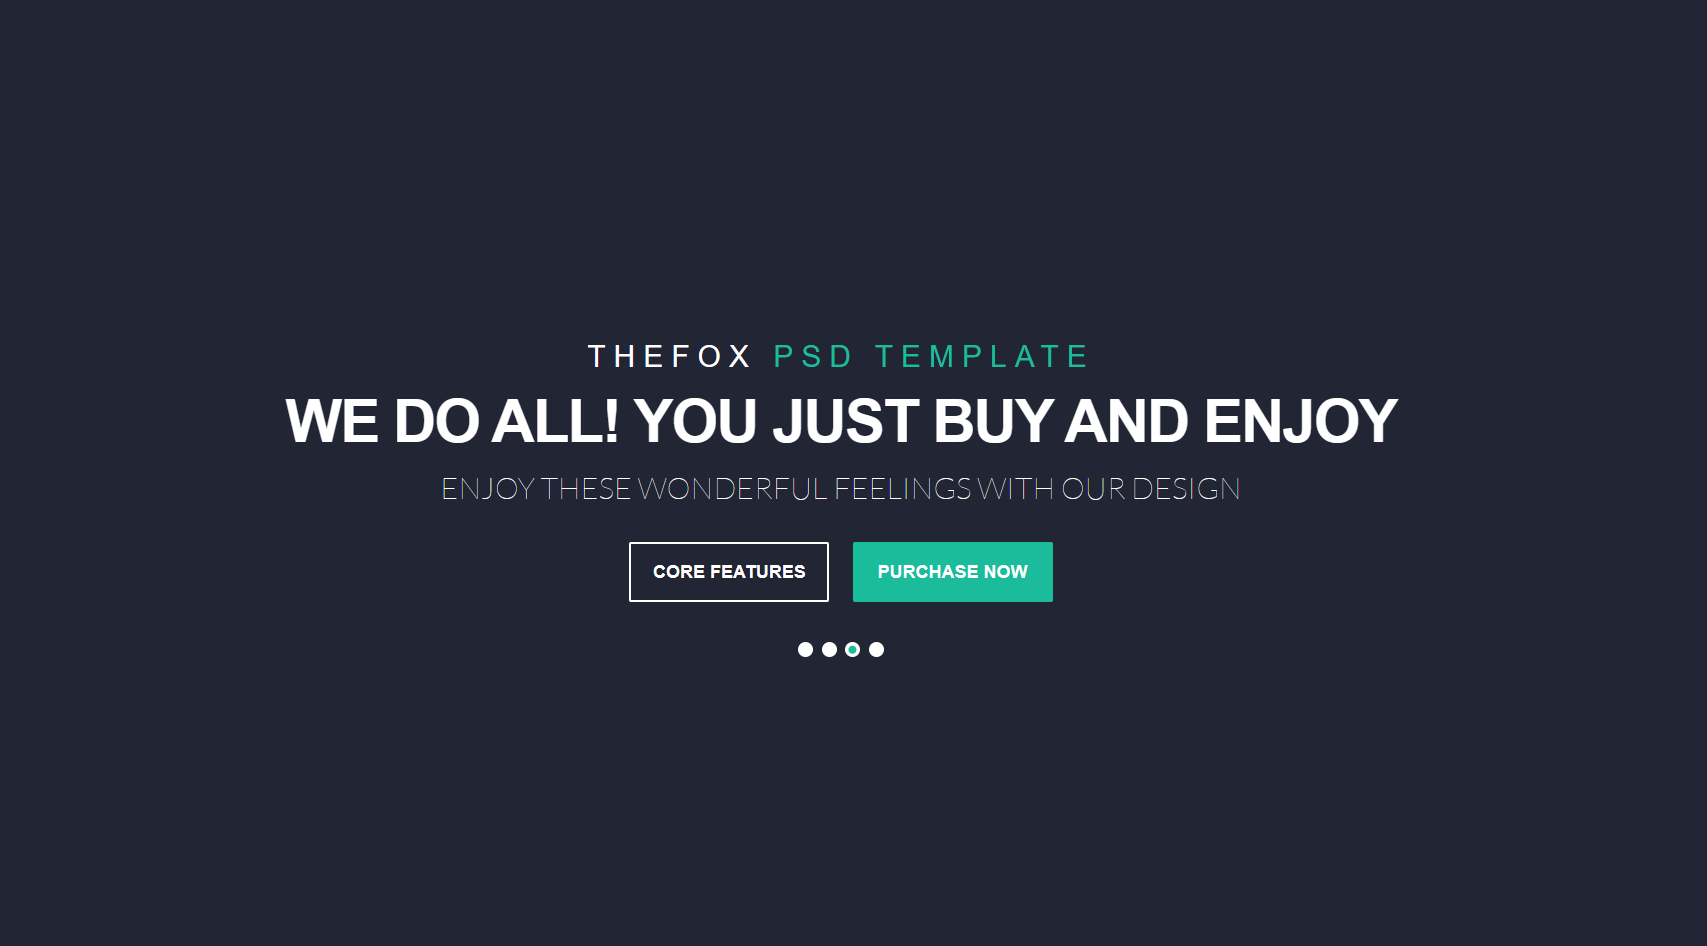 THEFOX PSD TEMPLATE
WE DO ALL! YOU JUST BUY AND ENJOY
ENJOY THESE WONDERFUL FEELINGS WITH OUR DESIGN
CORE FEATURES PURCHASE NOW